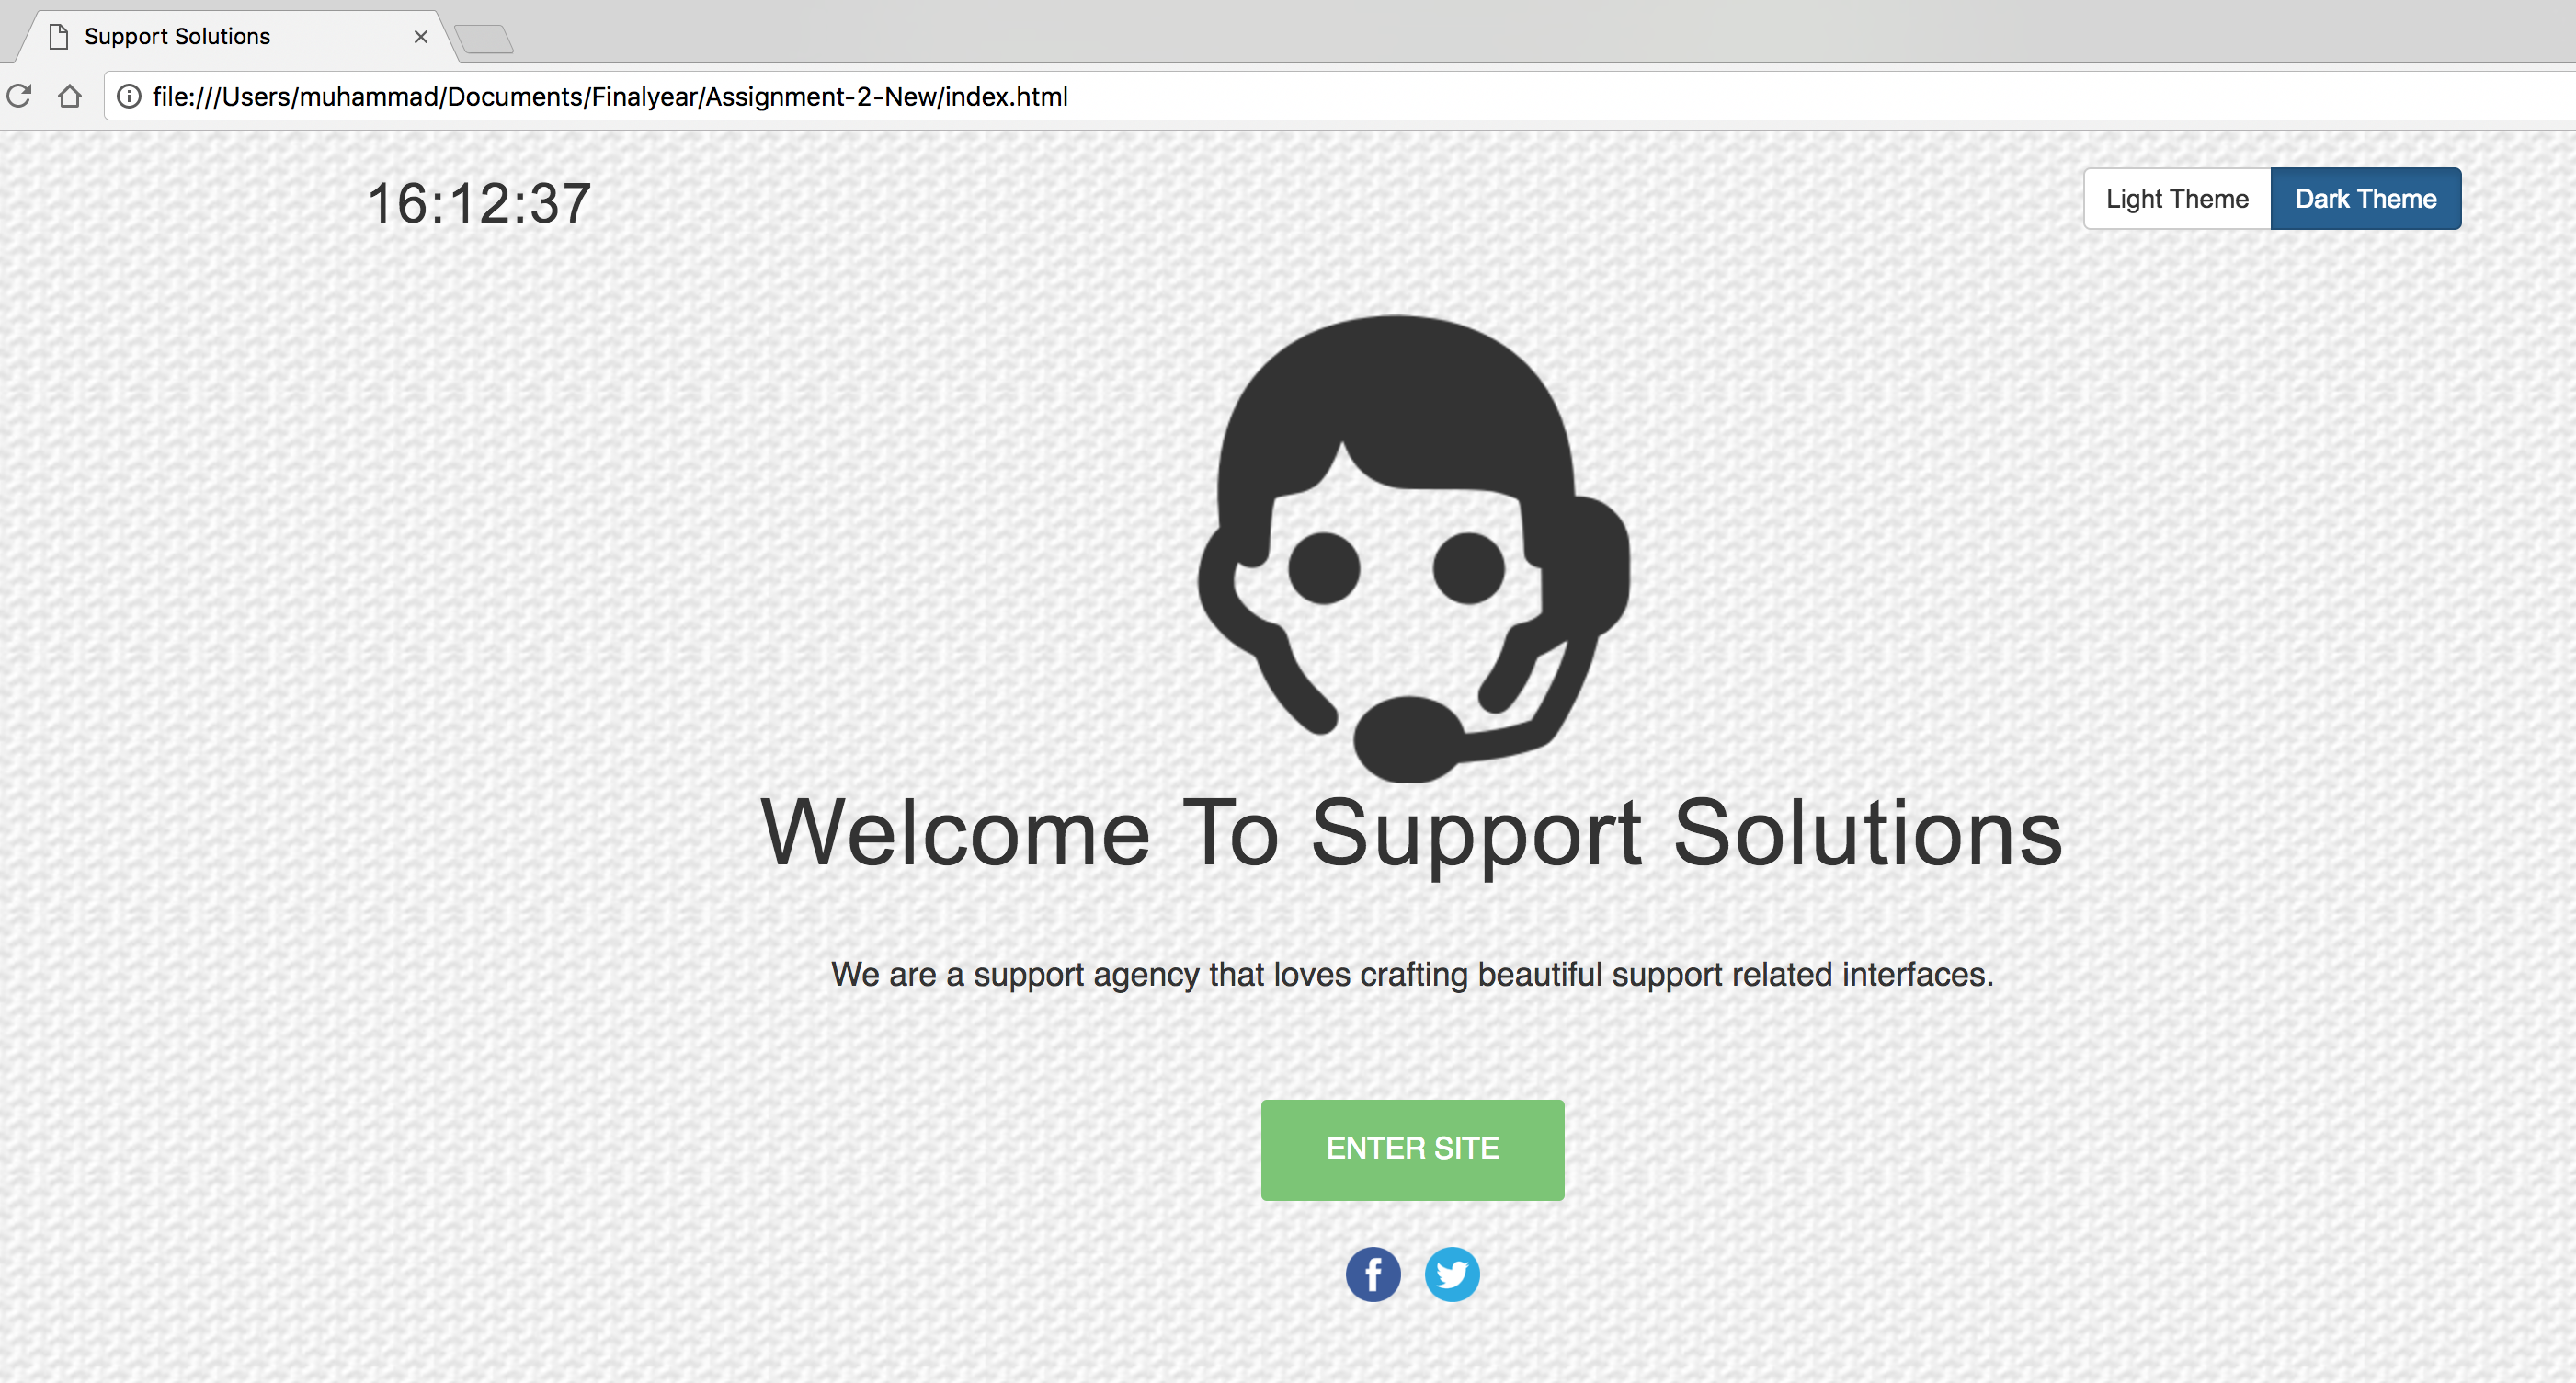 Support Solutions
file:///Users/muhammad/Documents/Finalyear/Assignment-2-New/index.html
16:12:37
Light Theme Dark Theme
Welcome To Support Solutions
We are a support agency that loves crafting beautiful support related interfaces.
ENTER SITE